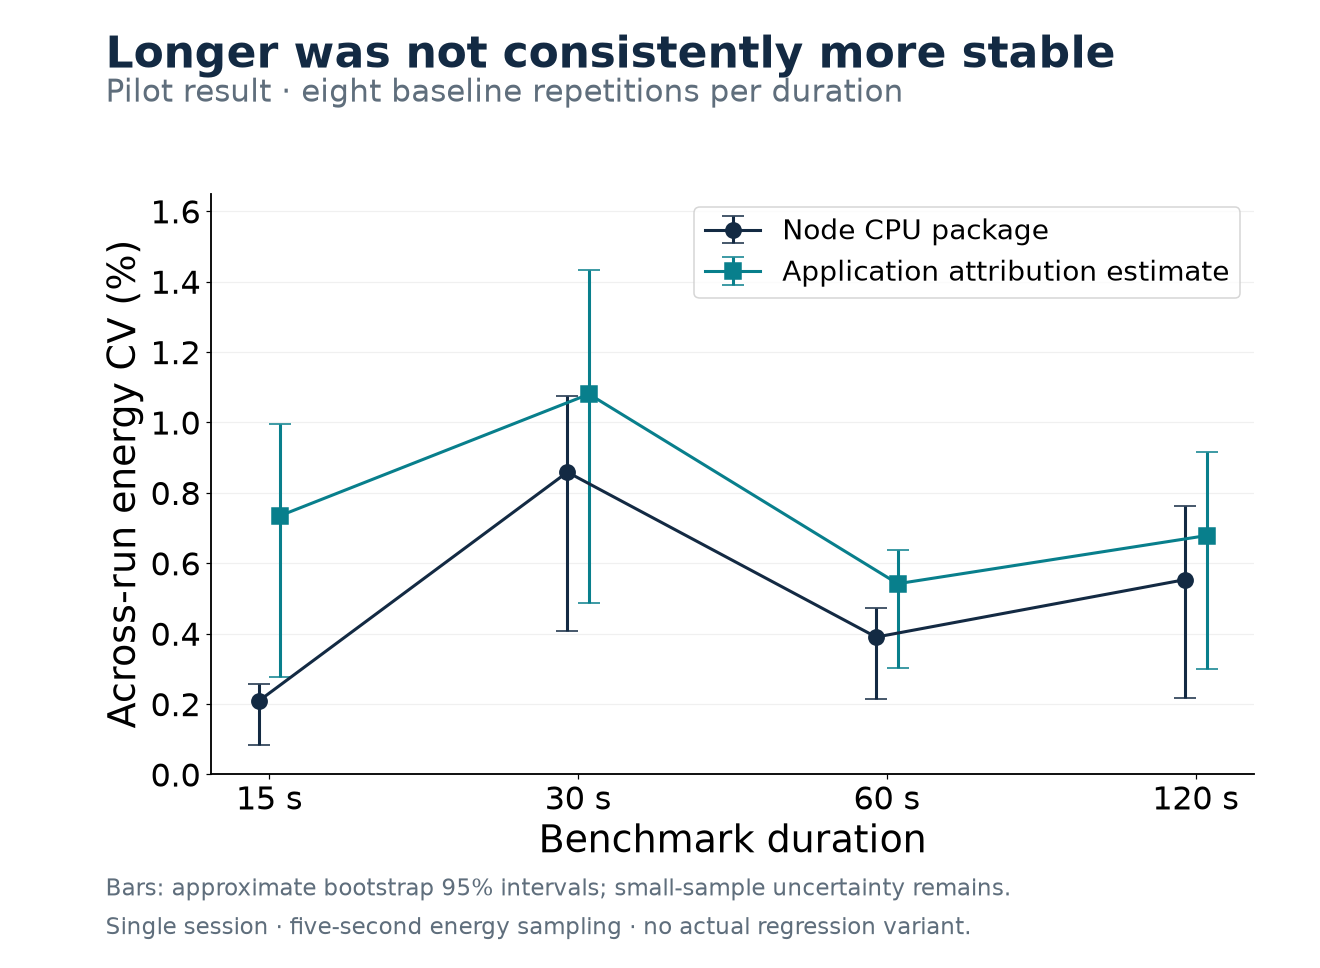 Longer was not consistently more stable
Pilot result · eight baseline repetitions per duration
Node CPU package
Application attribution estimate
Across-run energy CV (%)
1.6
1.4
1.2
1.0
0.8
0.6
0.4
0.2
0.0
15 s
30 s
60 s
120 s
Benchmark duration
Bars: approximate bootstrap 95% intervals; small-sample uncertainty remains.
Single session · five-second energy sampling · no actual regression variant.